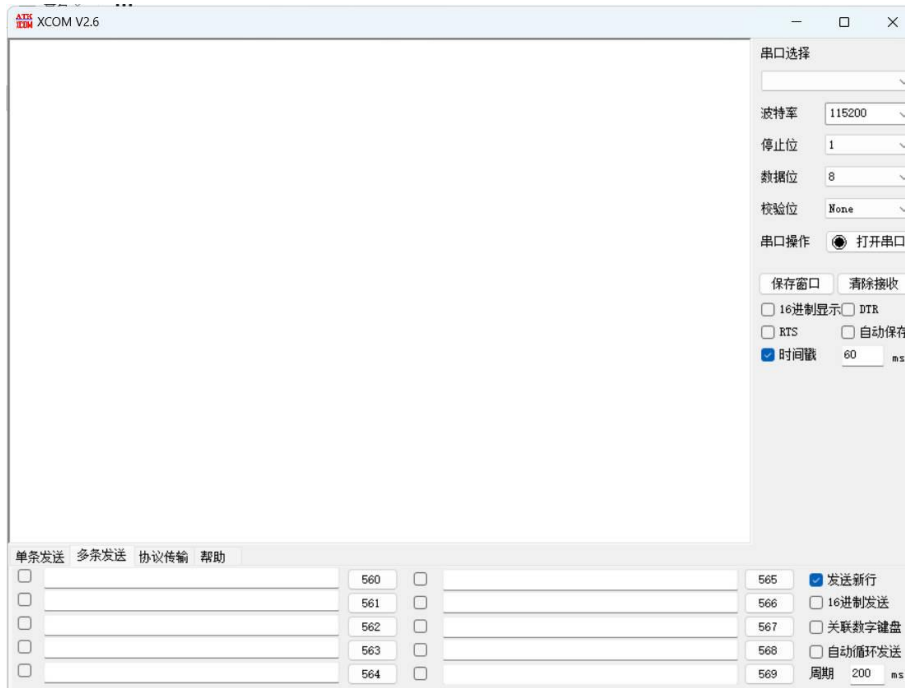 XCOM V2.6
串口选择
波特率 115200
停止位 1
数据位 8
校验位 None
串口操作 打开串口
保存窗口 清除接收
16进制显示 DTR
RTS 自动保存
时间戳 60 ms
单条发送 多条发送 协议传输 帮助
560 565 发送新行
561 566 16进制发送
562 567 关联数字键盘
563 568 自动循环发送
564 569 周期 200 ms